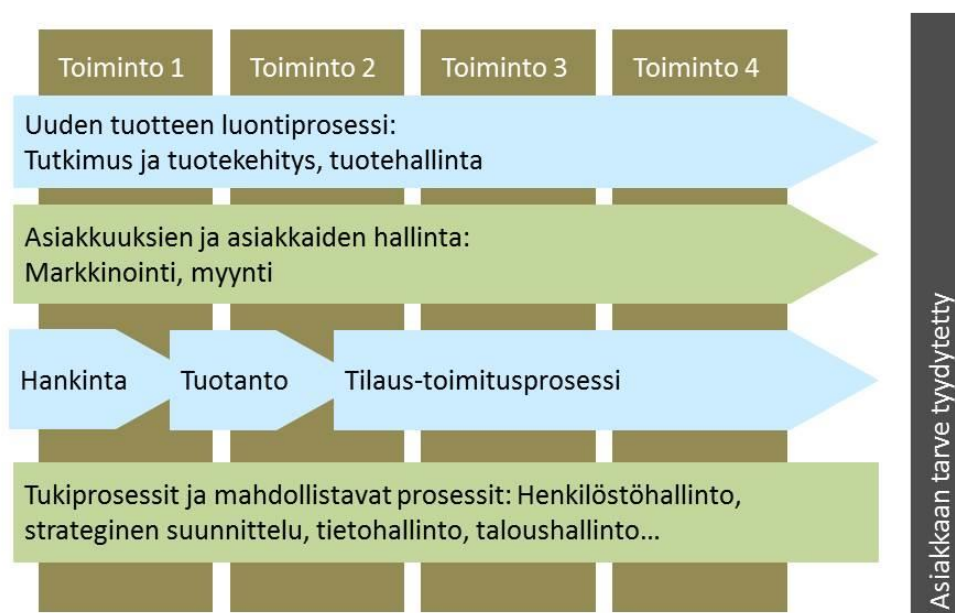 Toiminto 1
Toiminto 2
Toiminto 3
Toiminto 4
Uuden tuotteen luontiprosessi:
Tutkimus ja tuotekehitys, tuotehallinta
Asiakkuuksien ja asiakkaiden hallinta:
Markkinointi, myynti
Hankinta
Tuotanto
Tilaus-toimitusprosessi
Tukiprosessit ja mahdollistavat prosessit: Henkilöstöhallinto,
strateginen suunnittelu, tietohallinto, taloushallinto…
Asiakkaan tarve tyydytetty